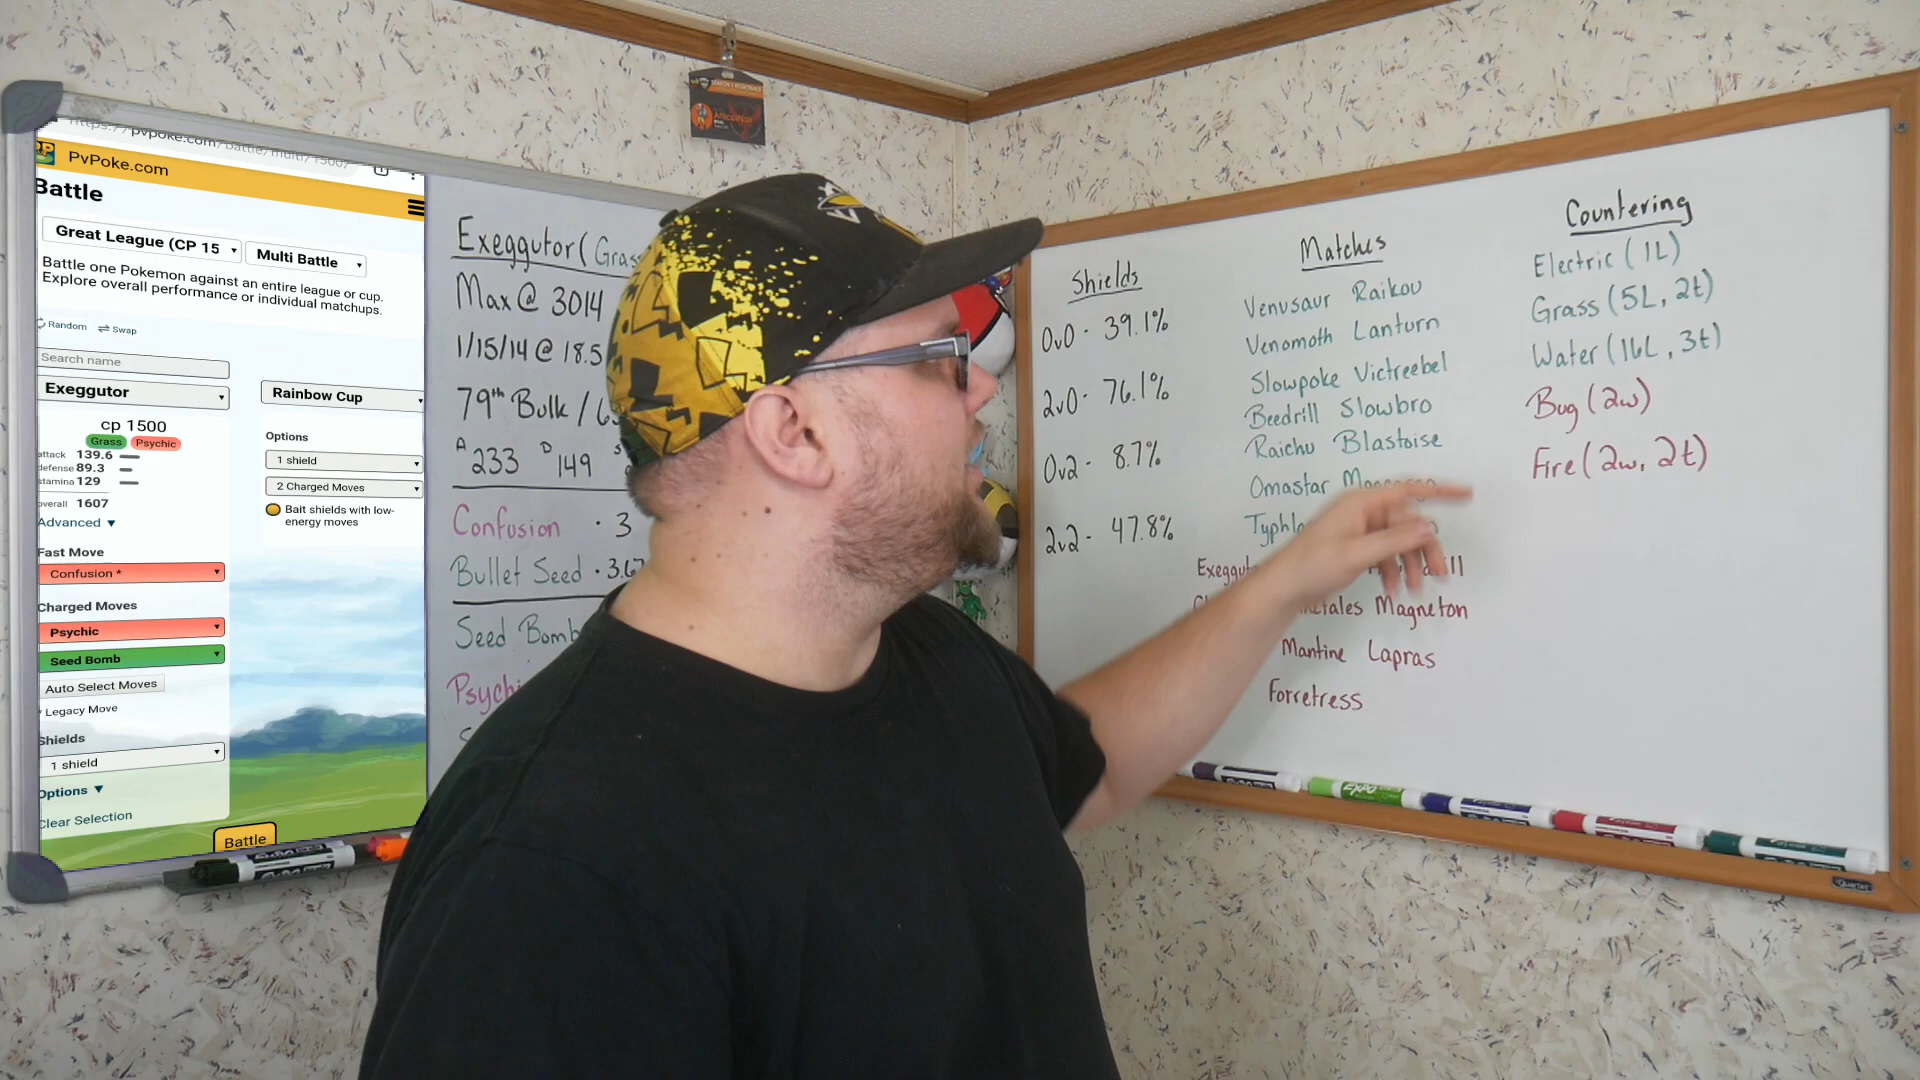 https://pvpoke.com/battle/multi/1500/
PvPoke.com
Battle
Great League (CP 15
Multi Battle
Battle one Pokemon against an entire league or cup.
Explore overall performance or individual matchups.
Random
Swap
Search name
Exeggutor
cp 1500
Grass Psychic
attack 139.6
defense 89.3
stamina 129
overall 1607
Advanced
Fast Move
Confusion *
Charged Moves
Psychic
Seed Bomb
Auto Select Moves
* Legacy Move
Shields
1 shield
Options
Clear Selection
Battle
Rainbow Cup
Options
1 shield
2 Charged Moves
Bait shields with low-
energy moves
Exeggutor (Gras
Max @ 3014
1/15/14 @ 18.5
79th Bulk / 6
A 233 D 149 S
Confusion · 3
Bullet Seed · 3.67
Seed Bomb
Psychi
Shields
0v0 - 39.1%
2v0 - 76.1%
0v2 - 8.7%
2v2 - 47.8%
Matches
Venusaur Raikou
Venomoth Lanturn
Slowpoke Victreebel
Beedrill Slowbro
Raichu Blastoise
Omastar
Typhlo
Exeggut
Magneton
Mantine Lapras
Forretress
Countering
Electric (1L)
Grass (5L, 2t)
Water (16L, 3t)
Bug (2w)
Fire (2w, 2t)
EXPO
Quartet